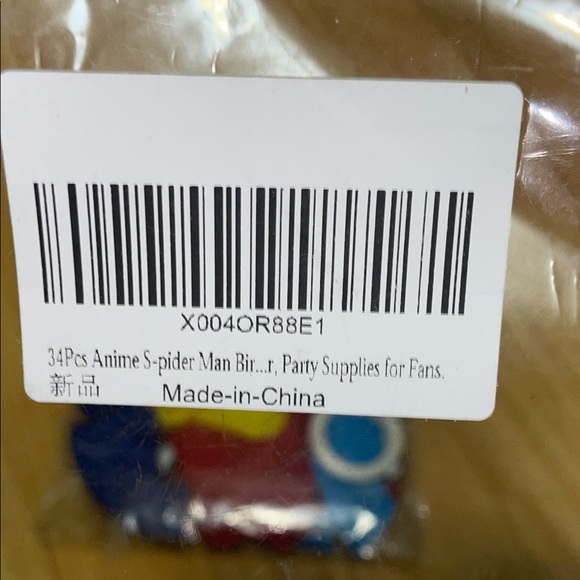 X004OR88E1
34Pcs Anime S-pider Man Bir...r, Party Supplies for Fans.
新品
Made-in-China